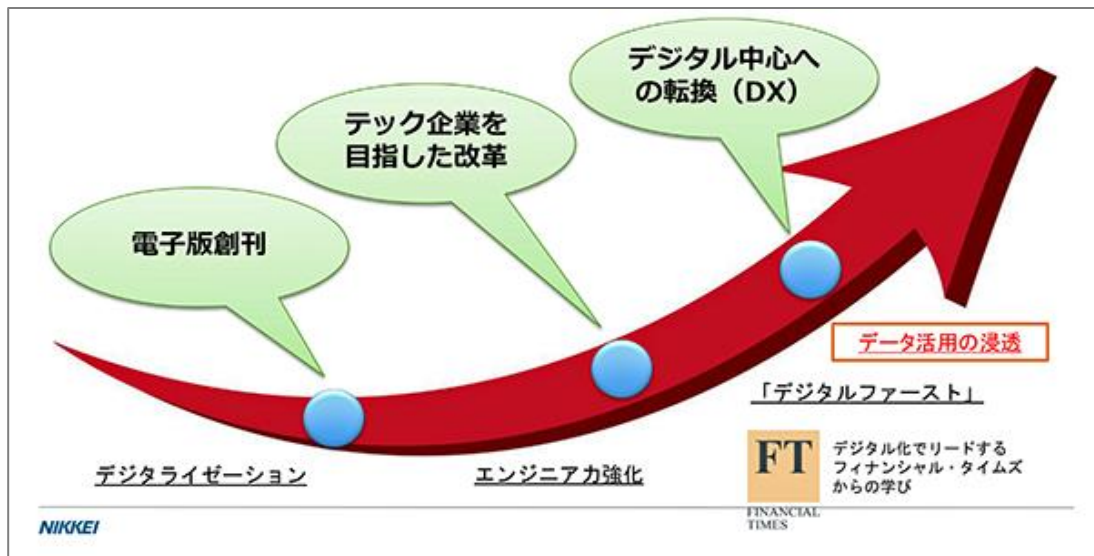 デジタル中心へ
の転換（DX）
テック企業を
目指した改革
電子版創刊
データ活用の浸透
「デジタルファースト」
デジタライゼーション
エンジニア力強化
FT
FINANCIAL
TIMES
デジタル化でリードする
フィナンシャル・タイムズ
からの学び
NIKKEI